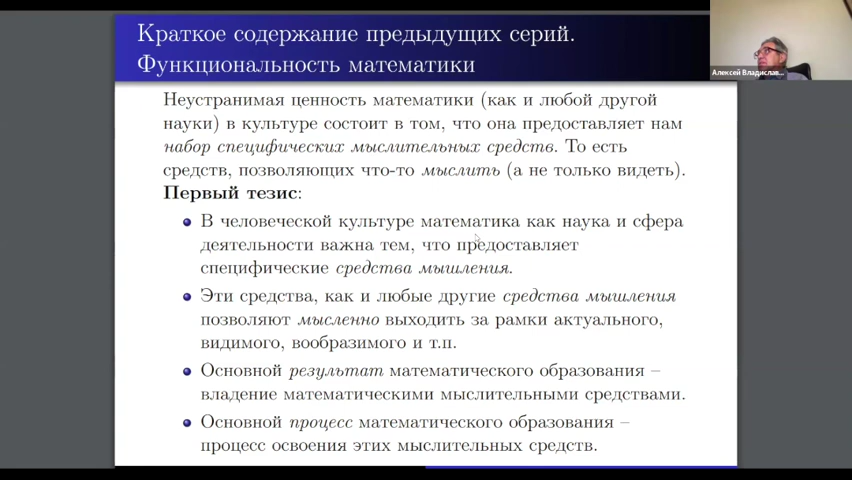 Краткое содержание предыдущих серий.
Функциональность математики
Алексей Владислав...
Неустранимая ценность математики (как и любой другой
науки) в культуре состоит в том, что она предоставляет нам
набор специфических мыслительных средств. То есть
средств, позволяющих что-то мыслить (а не только видеть).
Первый тезис:
В человеческой культуре математика как наука и сфера
деятельности важна тем, что предоставляет
специфические средства мышления.
Эти средства, как и любые другие средства мышления
позволяют мысленно выходить за рамки актуального,
видимого, вообразимого и т.п.
Основной результат математического образования –
владение математическими мыслительными средствами.
Основной процесс математического образования –
процесс освоения этих мыслительных средств.